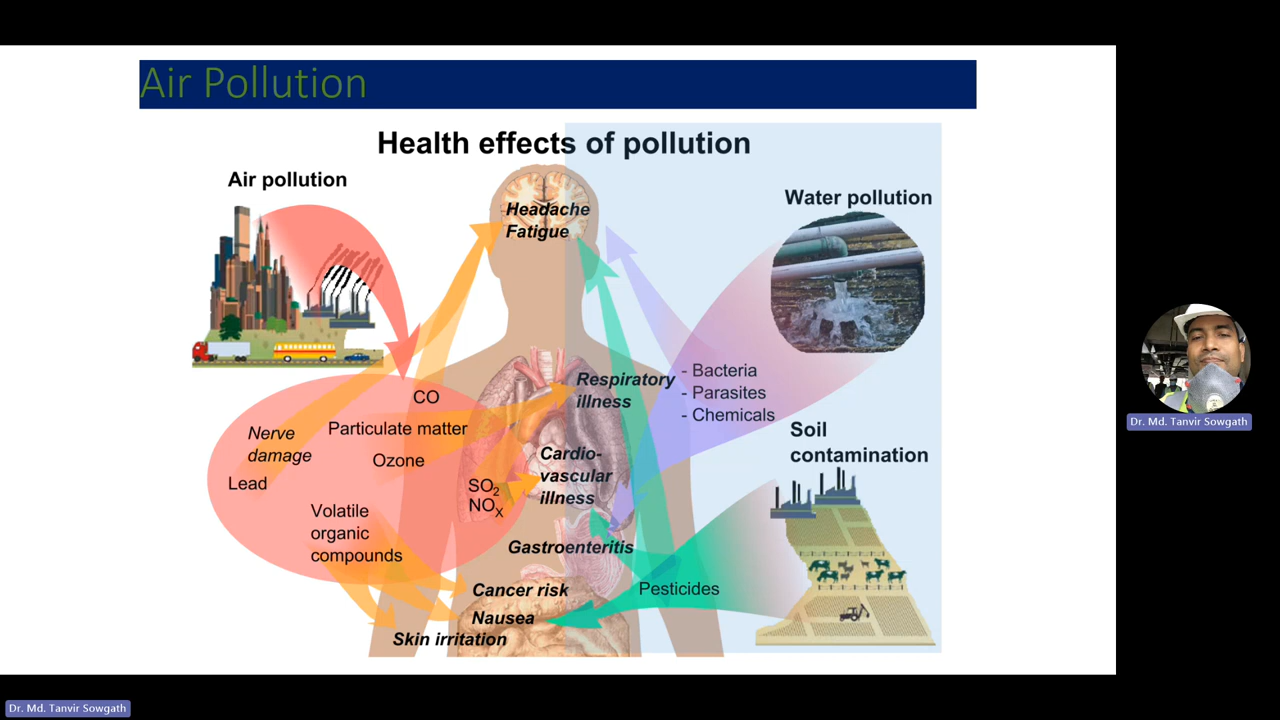 Air Pollution
Health effects of pollution
Air pollution
Water pollution
Headache
Fatigue
CO
Particulate matter
Ozone
Nerve
damage
Lead
SO2
NOX
Volatile
organic
compounds
Respiratory
illness
Cardio-
vascular
illness
Gastroenteritis
Cancer risk
Nausea
Skin irritation
- Bacteria
- Parasites
- Chemicals
Soil
contamination
Pesticides
Dr. Md. Tanvir Sowgath
Dr. Md. Tanvir Sowgath